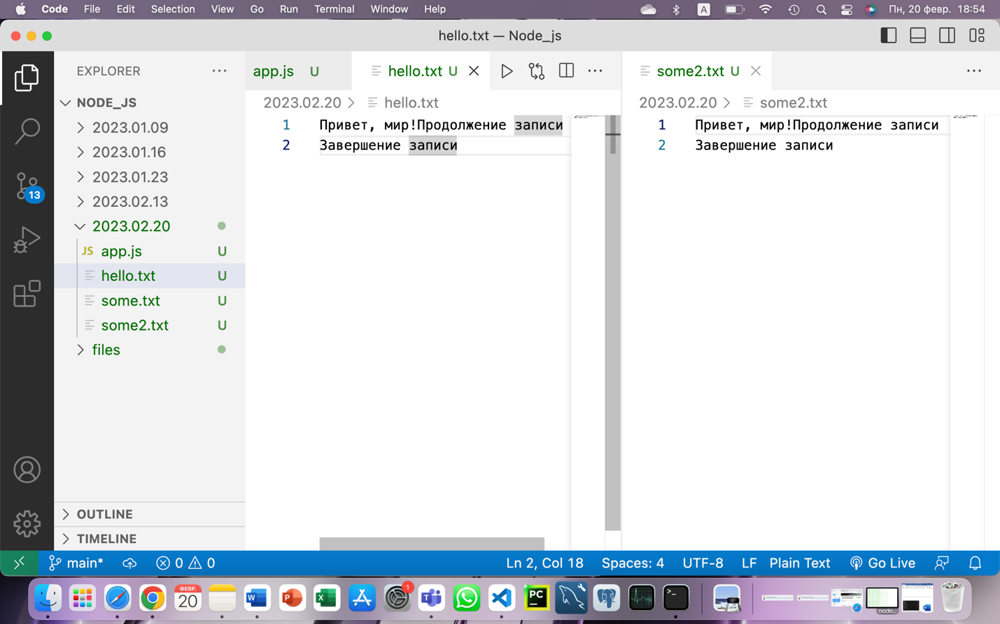 Code File Edit Selection View Go Run Terminal Window Help A Пн, 20 февр. 18:54
hello.txt — Node_js
EXPLORER
app.js U
hello.txt U
some2.txt U
NODE_JS
2023.02.20 > hello.txt
2023.02.20 > some2.txt
2023.01.09
2023.01.16
2023.01.23
2023.02.13
2023.02.20
JS app.js U
hello.txt U
some.txt U
some2.txt U
files
13
1 Привет, мир!Продолжение записи
2 Завершение записи
1 Привет, мир!Продолжение записи
2 Завершение записи
OUTLINE
TIMELINE
main* 0 0 Ln 2, Col 18 Spaces: 4 UTF-8 LF Plain Text Go Live
ФЕВР.
20
W
P
X
1
T
PC
>_
node...